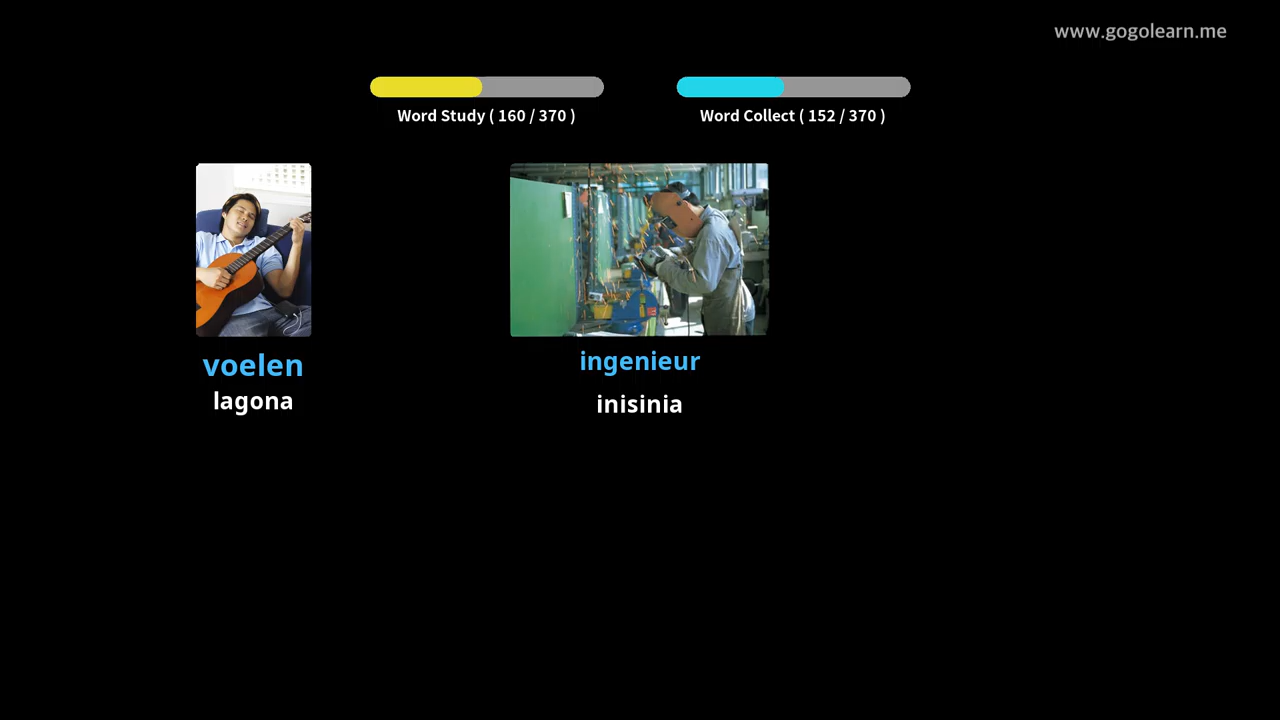 www.gogolearn.me
Word Study ( 160 / 370 )
Word Collect ( 152 / 370 )
voelen
lagona
ingenieur
inisinia